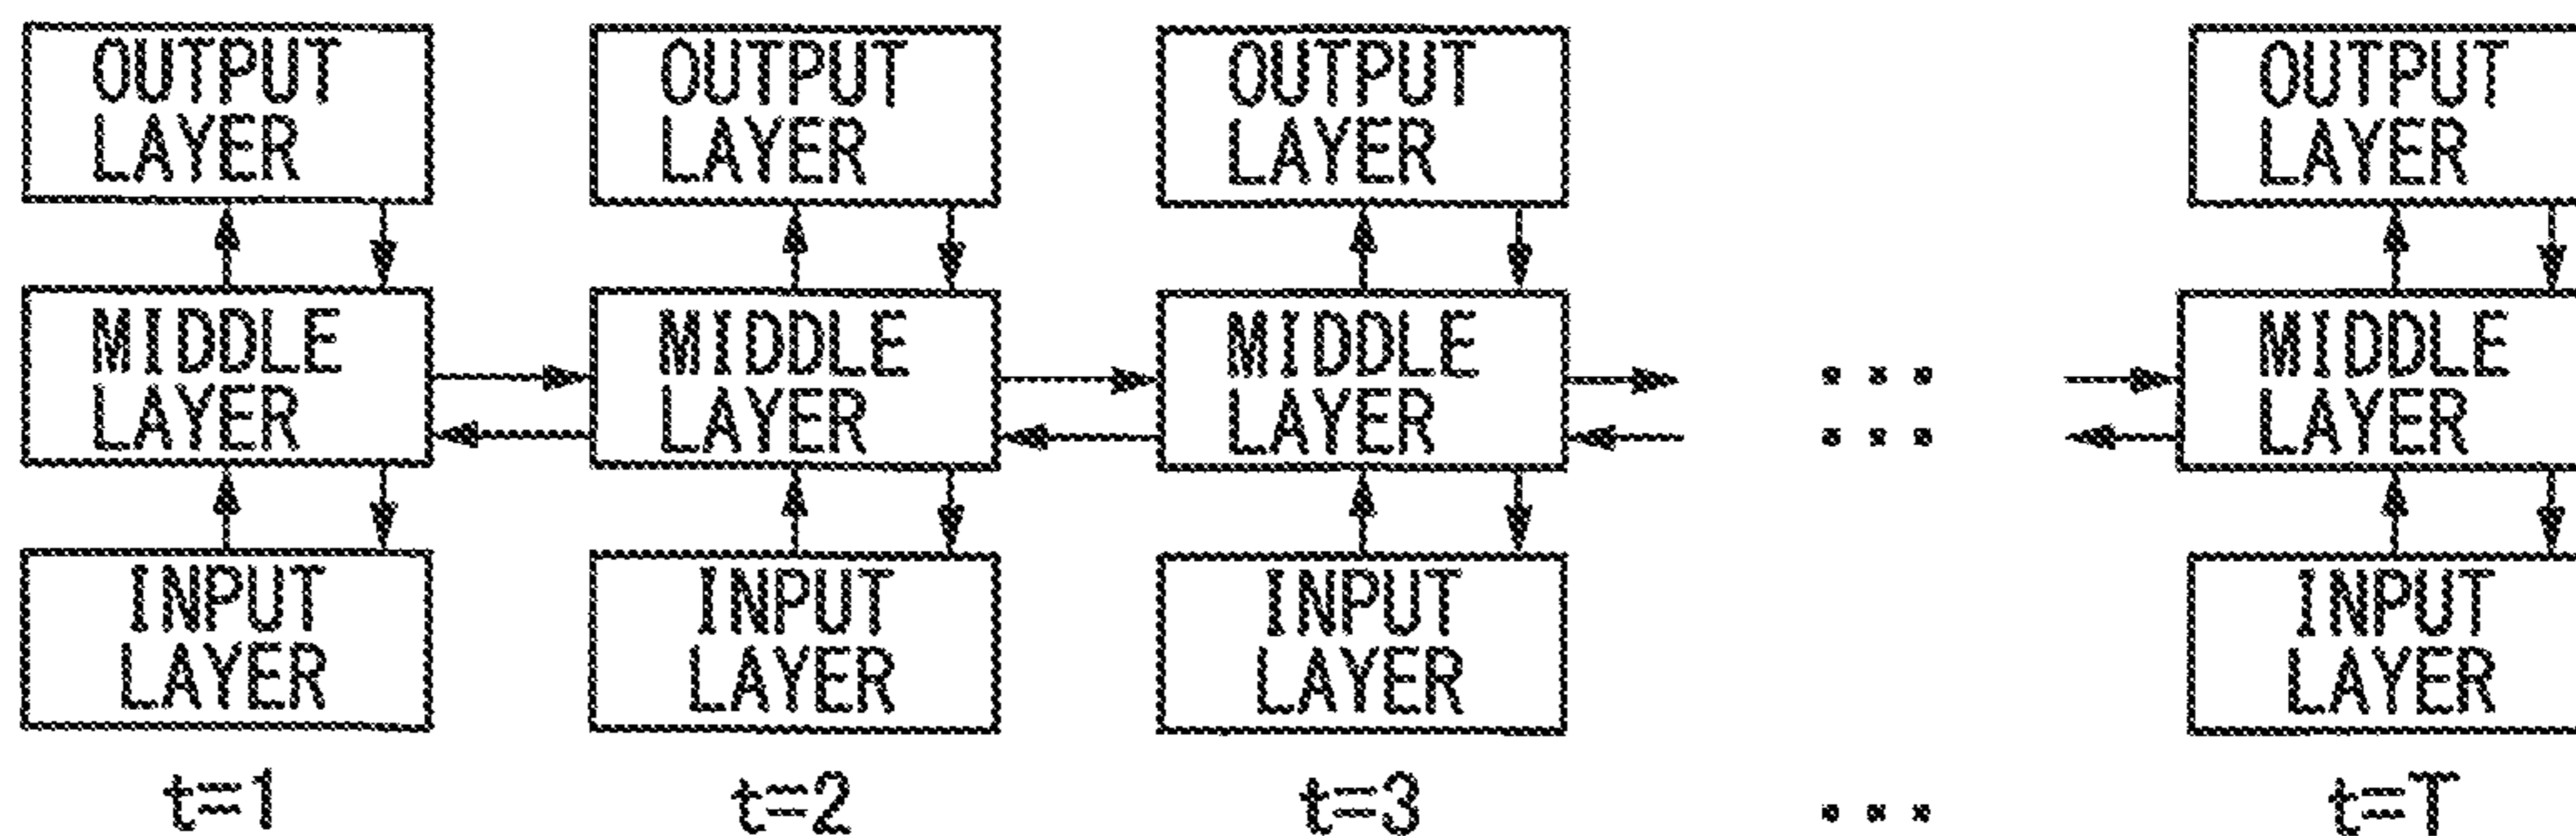 OUTPUT
LAYER
OUTPUT
LAYER
OUTPUT
LAYER
OUTPUT
LAYER
MIDDLE
LAYER
MIDDLE
LAYER
MIDDLE
LAYER
...
...
MIDDLE
LAYER
INPUT
LAYER
INPUT
LAYER
INPUT
LAYER
INPUT
LAYER
t=1
t=2
t=3
...
t=T